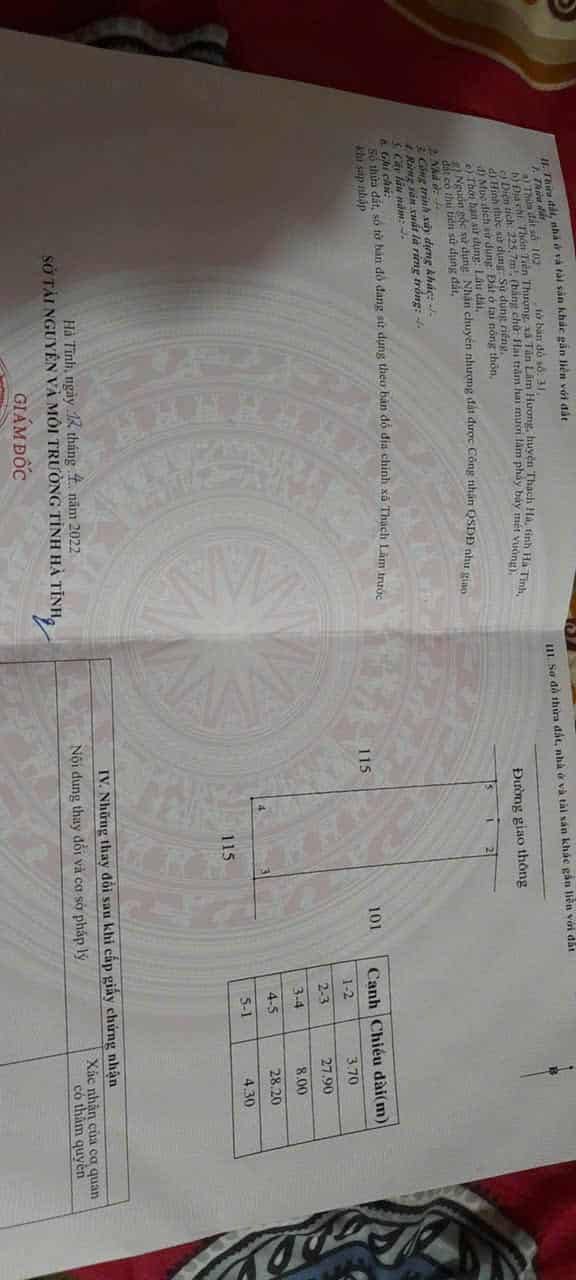 II. Thửa đất, nhà ở và tài sản khác gắn liền với đất
1. Thửa đất:
a) Thửa đất số: 102 , tờ bản đồ số: 31,
b) Địa chỉ: Thôn Tiền Thượng, xã Tân Lâm Hương, huyện Thạch Hà, tỉnh Hà Tĩnh,
c) Diện tích: 225,7m², (bằng chữ: Hai trăm hai mươi lăm phẩy bảy mét vuông),
d) Hình thức sử dụng: Sử dụng riêng,
đ) Mục đích sử dụng: Đất ở tại nông thôn,
e) Thời hạn sử dụng: Lâu dài,
g) Nguồn gốc sử dụng: Nhận chuyển nhượng đất được Công nhận QSDĐ như giao
đất có thu tiền sử dụng đất,
2. Nhà ở: -/-
3. Công trình xây dựng khác: -/-
4. Rừng sản xuất là rừng trồng: -/-
5. Cây lâu năm: -/-
6. Ghi chú:
Số thửa đất, số tờ bản đồ đang sử dụng theo bản đồ địa chính xã Thạch Lâm trước
khi sáp nhập
Hà Tĩnh, ngày 12 tháng 4 năm 2022
SỞ TÀI NGUYÊN VÀ MÔI TRƯỜNG TỈNH HÀ TĨNH
GIÁM ĐỐC
III. Sơ đồ thửa đất, nhà ở và tài sản khác gắn liền với đất
B
Đường giao thông
5 1 2
115
101
4 3
115
Cạnh Chiều dài(m)
1-2 3.70
2-3 27.90
3-4 8.00
4-5 28.20
5-1 4.30
IV. Những thay đổi sau khi cấp giấy chứng nhận
Nội dung thay đổi và cơ sở pháp lý
Xác nhận của cơ quan
có thẩm quyền